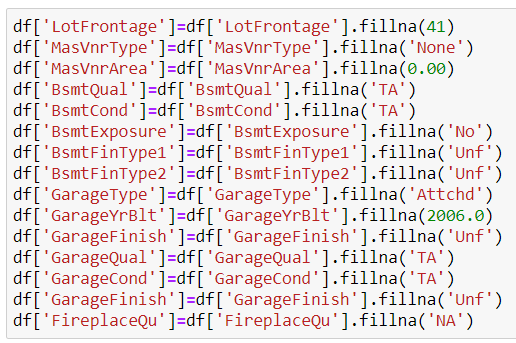 df['LotFrontage']=df['LotFrontage'].fillna(41)
df['MasVnrType']=df['MasVnrType'].fillna('None')
df['MasVnrArea']=df['MasVnrArea'].fillna(0.00)
df['BsmtQual']=df['BsmtQual'].fillna('TA')
df['BsmtCond']=df['BsmtCond'].fillna('TA')
df['BsmtExposure']=df['BsmtExposure'].fillna('No')
df['BsmtFinType1']=df['BsmtFinType1'].fillna('Unf')
df['BsmtFinType2']=df['BsmtFinType2'].fillna('Unf')
df['GarageType']=df['GarageType'].fillna('Attchd')
df['GarageYrBlt']=df['GarageYrBlt'].fillna(2006.0)
df['GarageFinish']=df['GarageFinish'].fillna('Unf')
df['GarageQual']=df['GarageQual'].fillna('TA')
df['GarageCond']=df['GarageCond'].fillna('TA')
df['GarageFinish']=df['GarageFinish'].fillna('Unf')
df['FireplaceQu']=df['FireplaceQu'].fillna('NA')